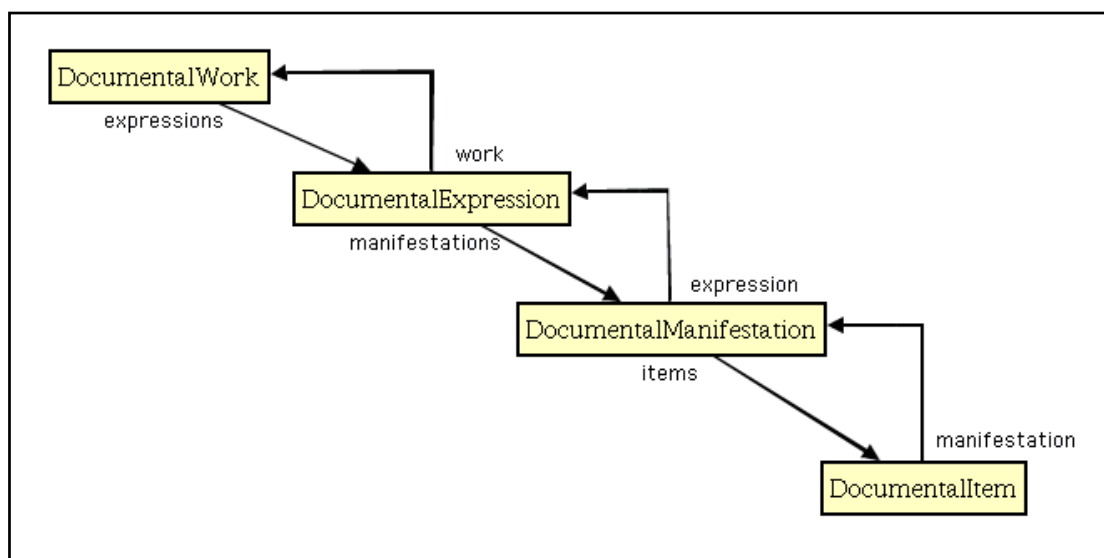 DocumentalWork
expressions
work
DocumentalExpression
manifestations
expression
DocumentalManifestation
items
manifestation
DocumentalItem